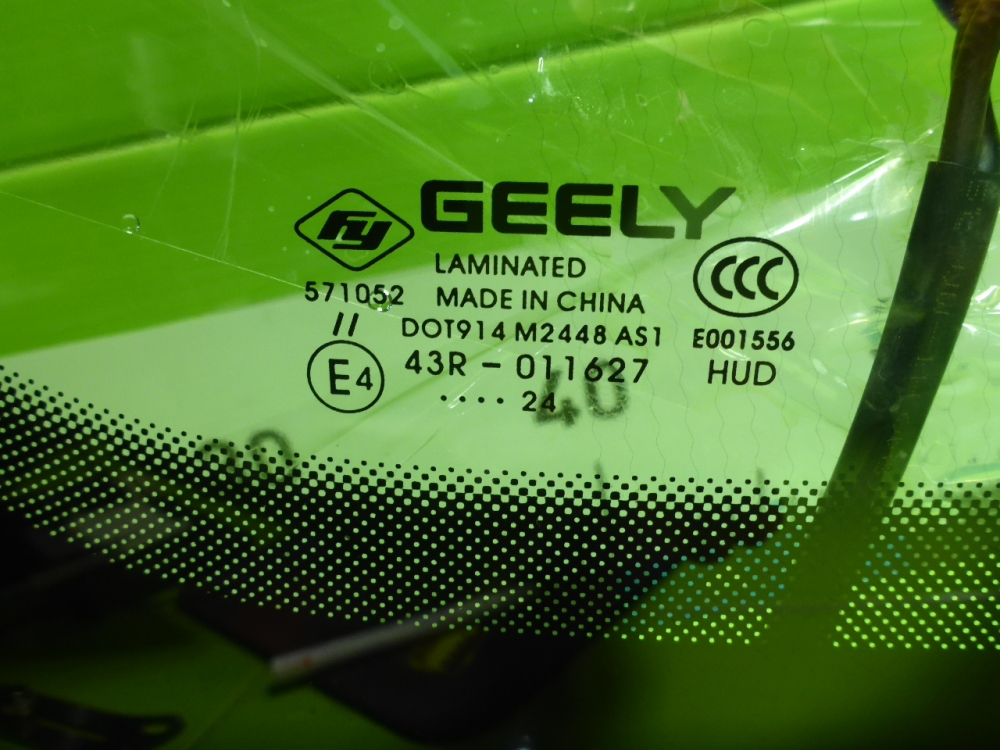 FY GEELY
LAMINATED
571052 MADE IN CHINA CCC
// DOT914 M2448 AS1 E001556
E4 43R - 011627 HUD
.... 24
40